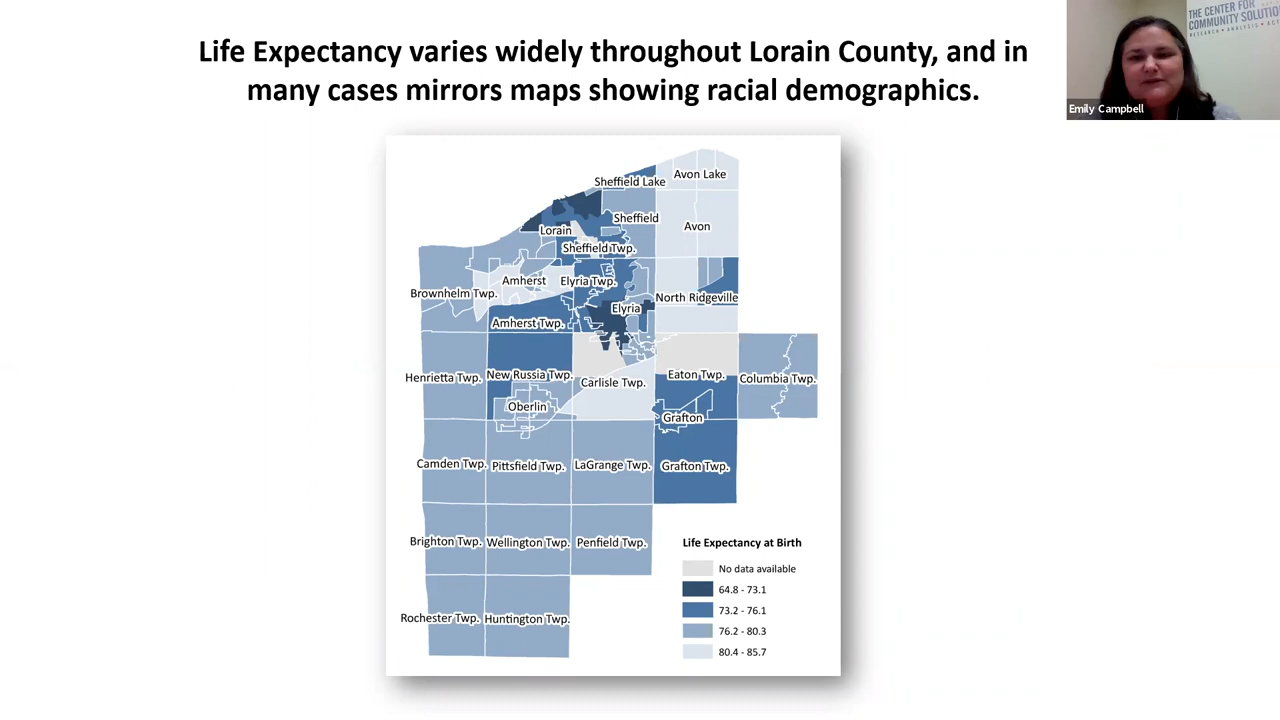 Life Expectancy varies widely throughout Lorain County, and in
many cases mirrors maps showing racial demographics.
THE CENTER FOR
COMMUNITY SOLUTIO
RESEARCH • ANALYSIS •
Emily Campbell
Avon Lake
Sheffield Lake
Sheffield
Avon
Lorain
Sheffield Twp.
Amherst
Elyria Twp.
Brownhelm Twp.
North Ridgeville
Elyria
Amherst Twp.
Henrietta Twp.
New Russia Twp.
Carlisle Twp.
Eaton Twp.
Columbia Twp.
Oberlin
Grafton
Camden Twp.
Pittsfield Twp.
LaGrange Twp.
Grafton Twp.
Brighton Twp.
Wellington Twp.
Penfield Twp.
Rochester Twp.
Huntington Twp.
Life Expectancy at Birth
No data available
64.8 - 73.1
73.2 - 76.1
76.2 - 80.3
80.4 - 85.7